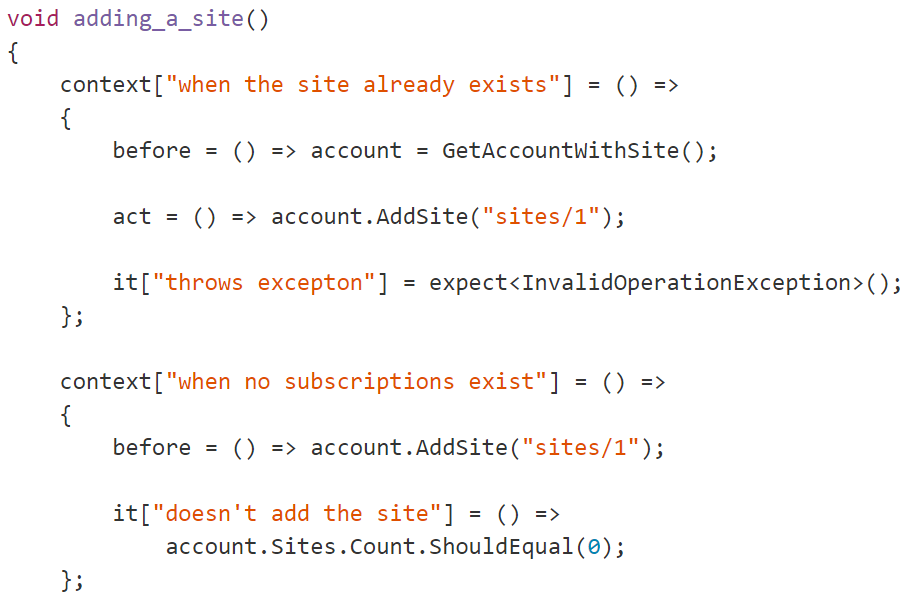 void adding_a_site()
{
    context["when the site already exists"] = () =>
    {
        before = () => account = GetAccountWithSite();

        act = () => account.AddSite("sites/1");

        it["throws excepton"] = expect<InvalidOperationException>();
    };

    context["when no subscriptions exist"] = () =>
    {
        before = () => account.AddSite("sites/1");

        it["doesn't add the site"] = () =>
            account.Sites.Count.ShouldEqual(0);
    };